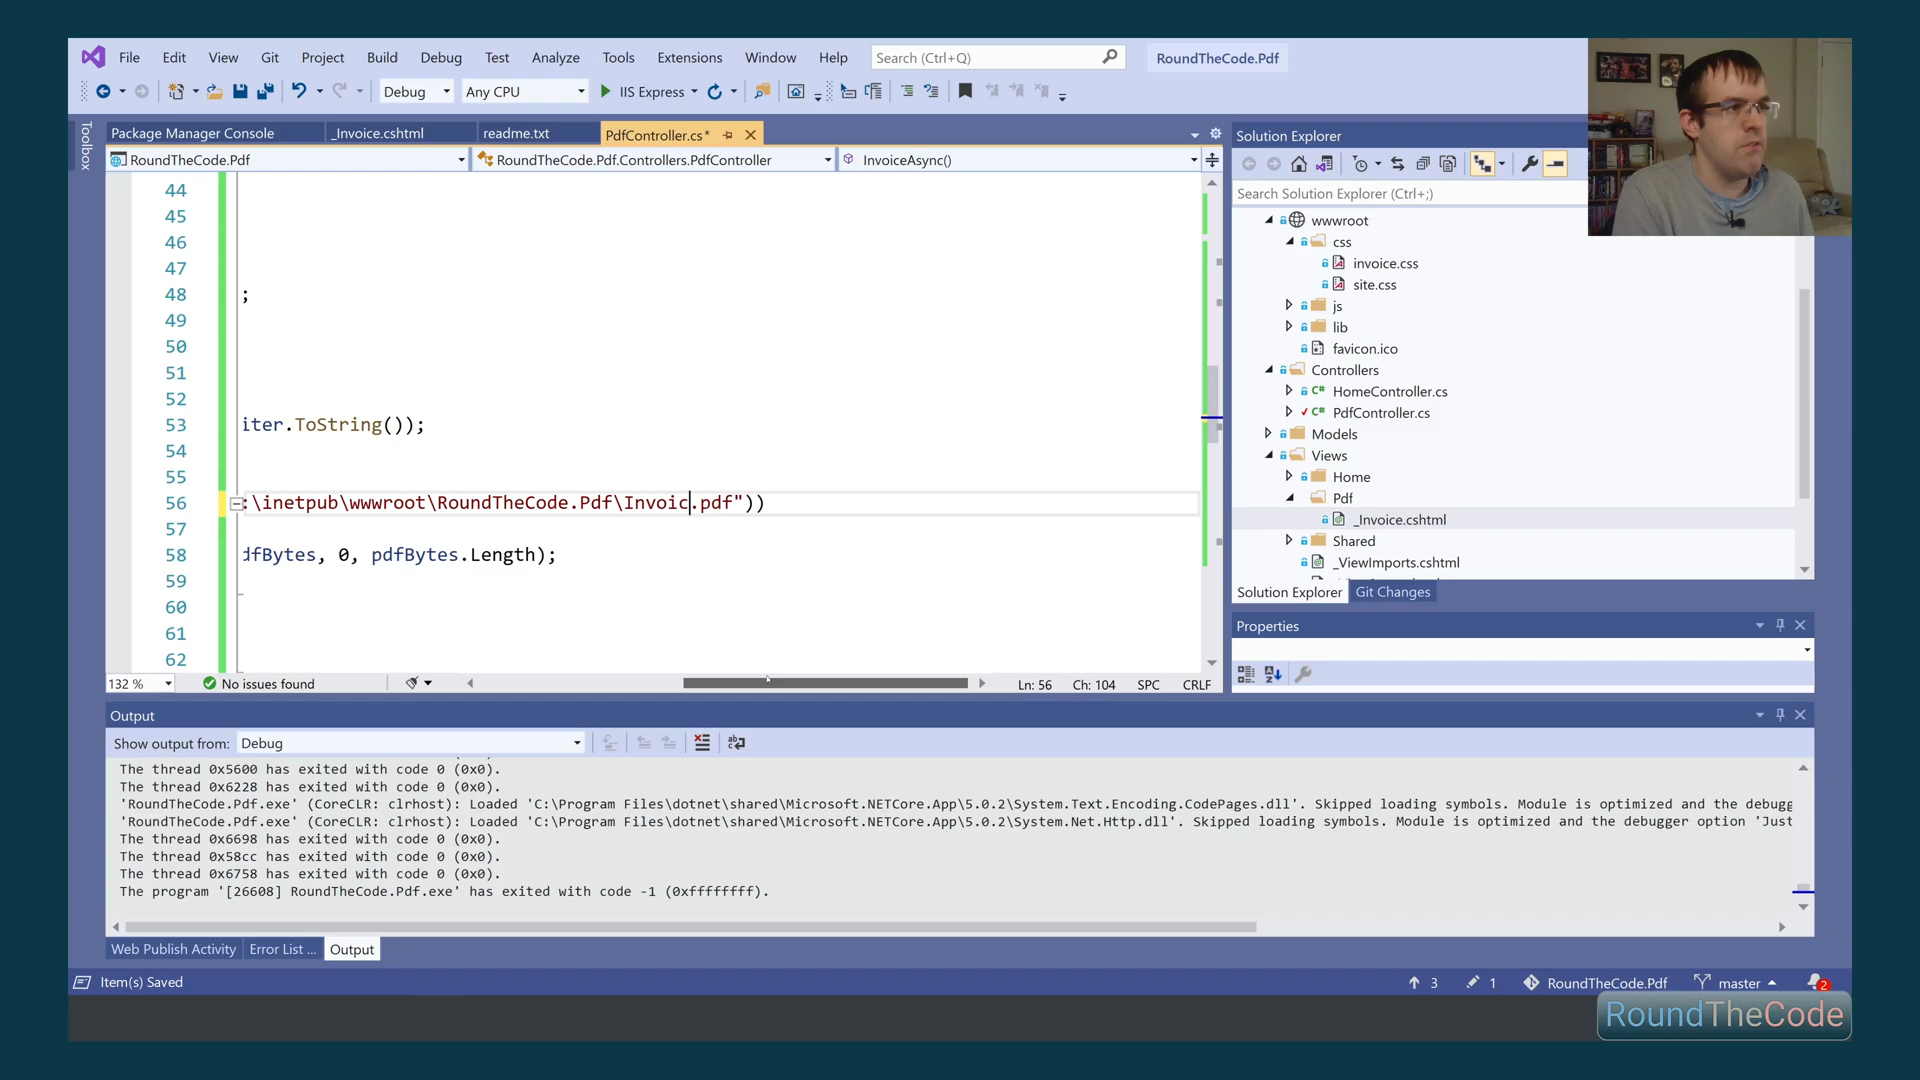 File Edit View Git Project Build Debug Test Analyze Tools Extensions Window Help Search (Ctrl+Q) RoundTheCode.Pdf
Debug Any CPU IIS Express
Toolbox
Package Manager Console _Invoice.cshtml readme.txt PdfController.cs*
RoundTheCode.Pdf RoundTheCode.Pdf.Controllers.PdfController InvoiceAsync()
44
45
46
47
48 ;
49
50
51
52
53 iter.ToString());
54
55
56 :\inetpub\wwwroot\RoundTheCode.Pdf\Invoic.pdf"))
57
58 dfBytes, 0, pdfBytes.Length);
59
60
61
62
132 % No issues found Ln: 56 Ch: 104 SPC CRLF
Solution Explorer
Search Solution Explorer (Ctrl+;)
wwwroot
css
invoice.css
site.css
js
lib
favicon.ico
Controllers
HomeController.cs
PdfController.cs
Models
Views
Home
Pdf
_Invoice.cshtml
Shared
_ViewImports.cshtml
Solution Explorer Git Changes
Properties
Output
Show output from: Debug
The thread 0x5600 has exited with code 0 (0x0).
The thread 0x6228 has exited with code 0 (0x0).
'RoundTheCode.Pdf.exe' (CoreCLR: clrhost): Loaded 'C:\Program Files\dotnet\shared\Microsoft.NETCore.App\5.0.2\System.Text.Encoding.CodePages.dll'. Skipped loading symbols. Module is optimized and the debugg
'RoundTheCode.Pdf.exe' (CoreCLR: clrhost): Loaded 'C:\Program Files\dotnet\shared\Microsoft.NETCore.App\5.0.2\System.Net.Http.dll'. Skipped loading symbols. Module is optimized and the debugger option 'Just
The thread 0x6698 has exited with code 0 (0x0).
The thread 0x58cc has exited with code 0 (0x0).
The thread 0x6758 has exited with code 0 (0x0).
The program '[26608] RoundTheCode.Pdf.exe' has exited with code -1 (0xffffffff).
Web Publish Activity Error List ... Output
Item(s) Saved 3 1 RoundTheCode.Pdf master 2
RoundTheCode